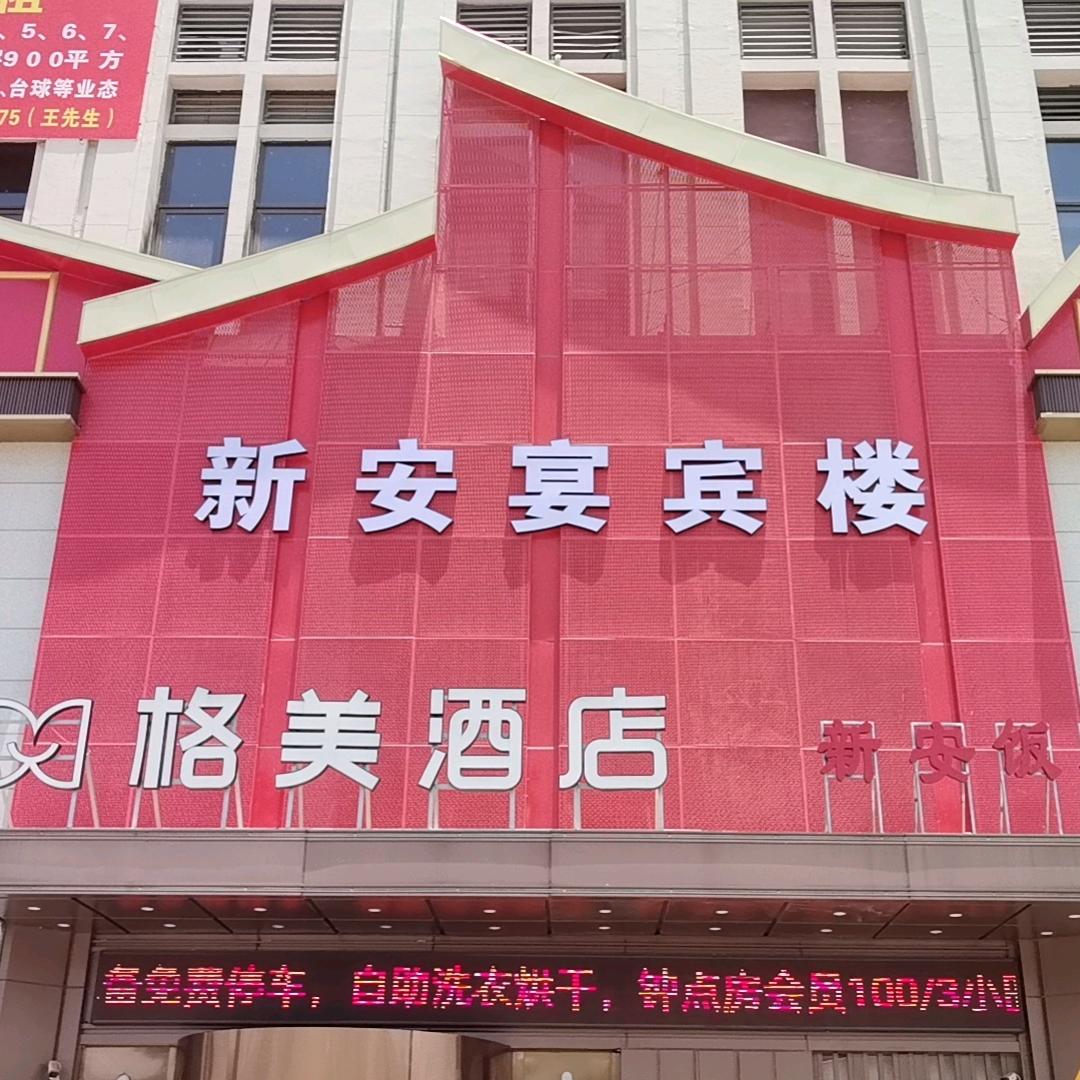 、5、6、7、
900平方
、台球等业态
75（王先生）
新安宴宾楼
格美酒店
新安饭
备免费停车，自助洗衣烘干，钟点房会员100/3/小